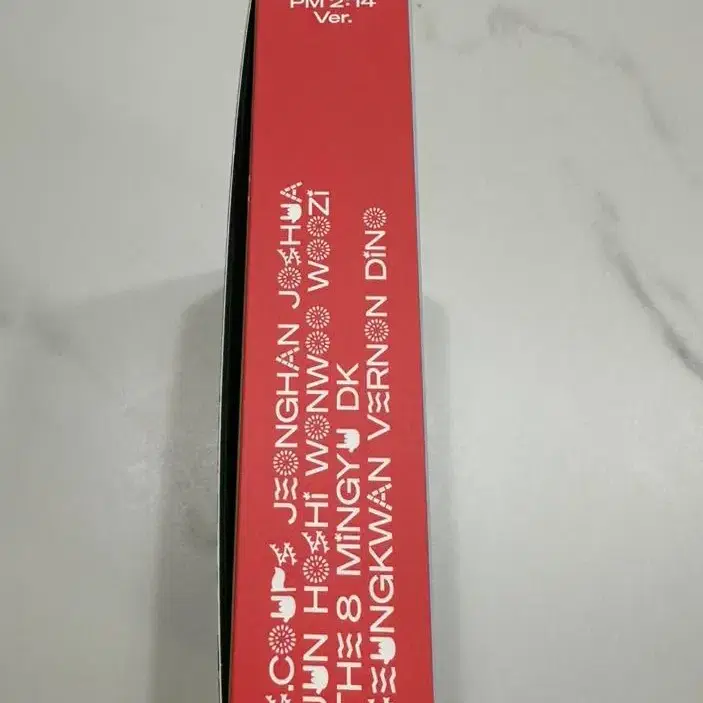 PM 2:14
Ver.
S.COUPS JEONGHAN JOSHUA
JUN HOSHI WONWOO WOOZI
THE 8 MINGYU DK
SEUNGKWAN VERNON DINO